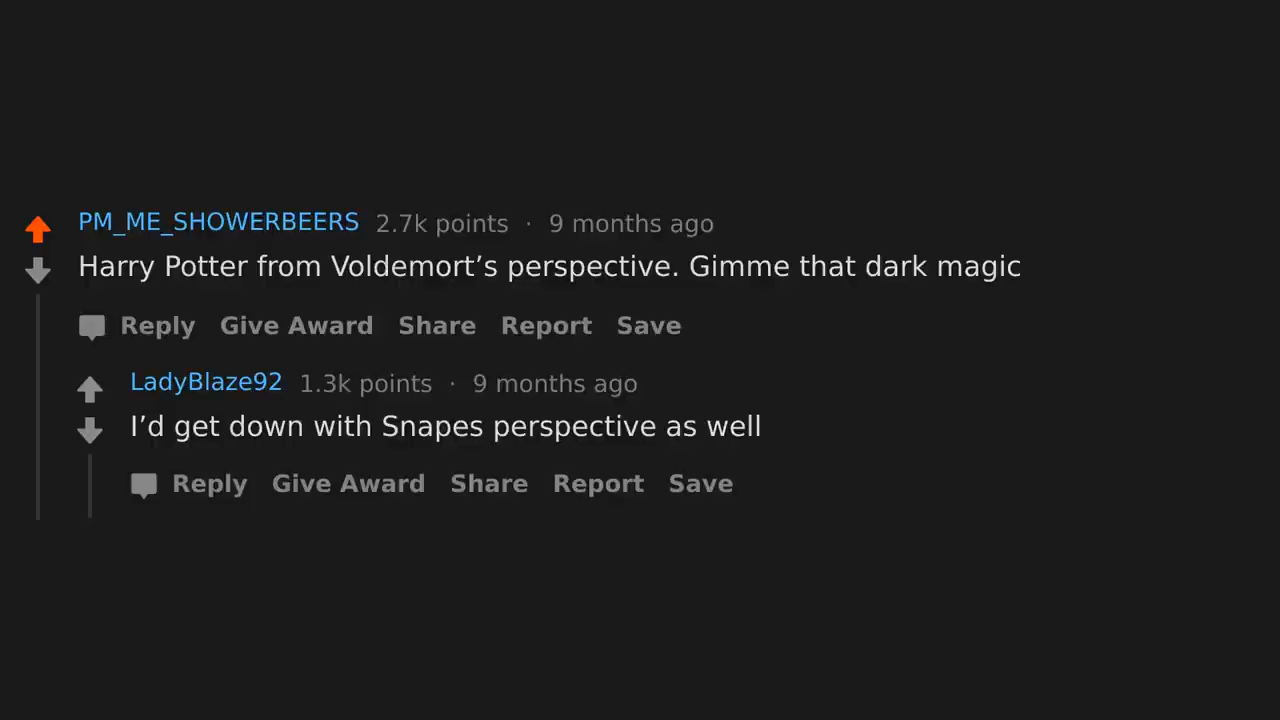 PM_ME_SHOWERBEERS 2.7k points · 9 months ago
Harry Potter from Voldemort’s perspective. Gimme that dark magic
Reply Give Award Share Report Save
LadyBlaze92 1.3k points · 9 months ago
I’d get down with Snapes perspective as well
Reply Give Award Share Report Save